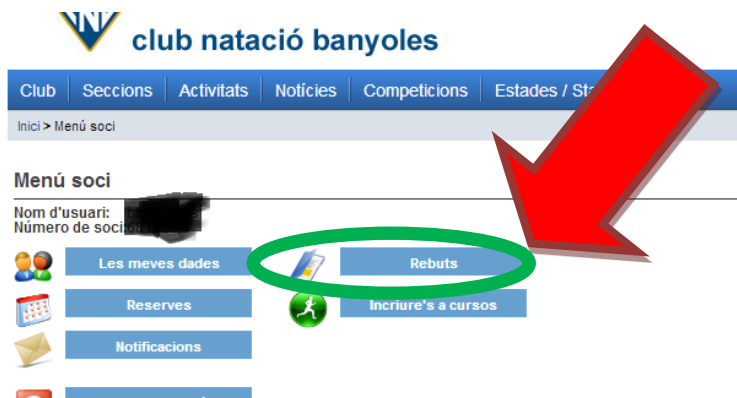 club natació banyoles
Club Seccions Activitats Notícies Competicions Estades /
Inici > Menú soci
Menú soci
Nom d'usuari:
Número de soci:
Les meves dades Rebuts
Reserves Incriure's a cursos
Notificacions